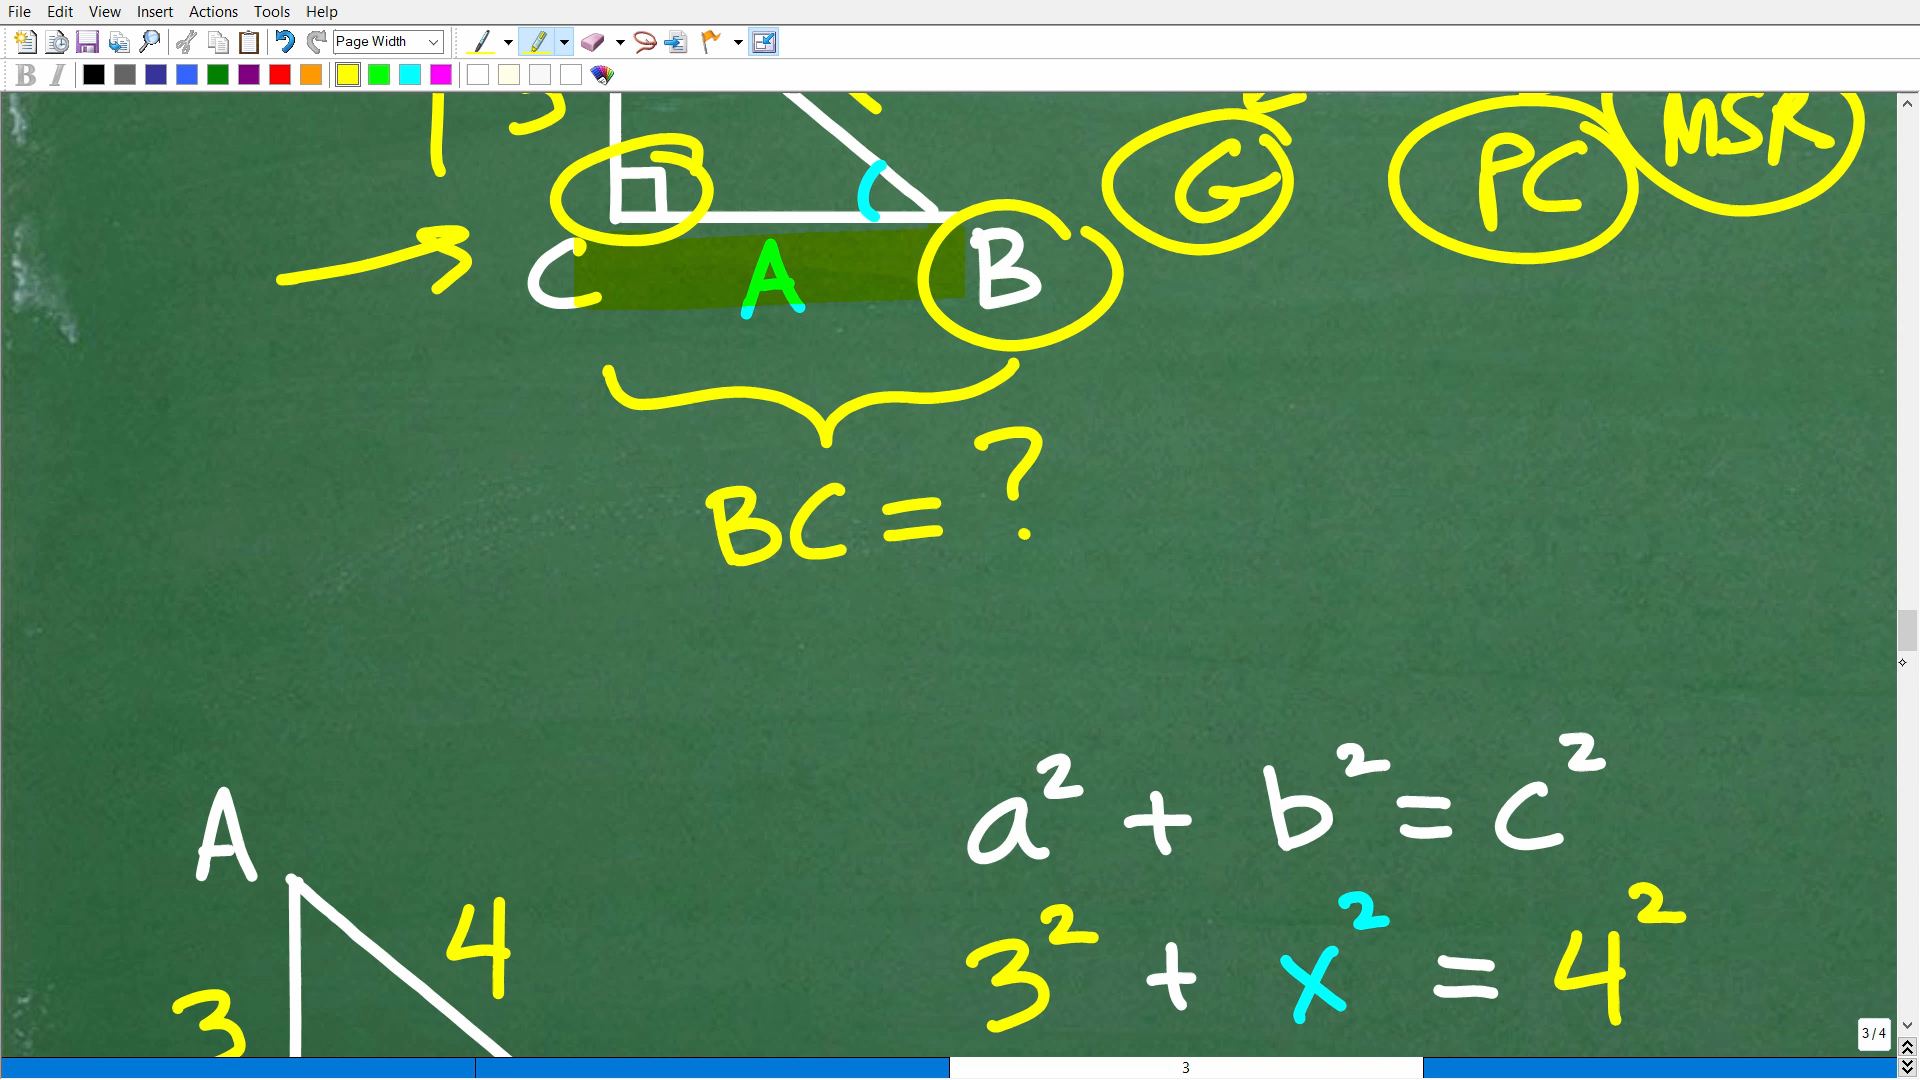 File Edit View Insert Actions Tools Help
Page Width
B I
3
G PC MSR
C A B
BC = ?
a² + b² = c²
A
4
3² + x² = 4²
3
3 / 4
3